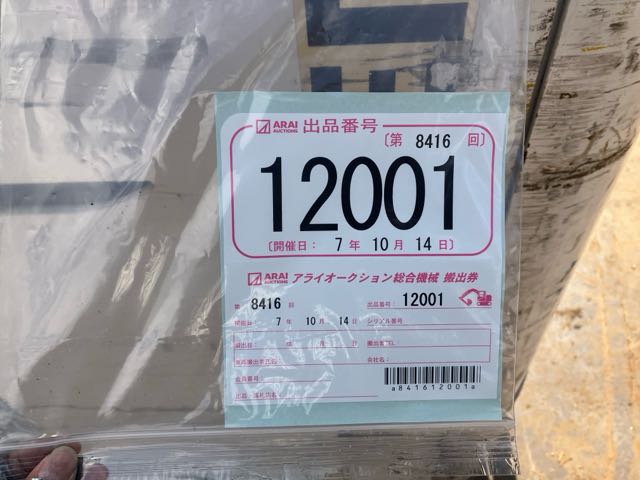 ARAI AUCTIONS 出品番号
〔第 8416 回〕
12001
〔開催日： 7 年 10 月 14 日〕
ARAI AUCTIONS アライオークション総合機械 搬出券
第 8416 回 出品番号： 12001
開催日： 7 年 10 月 14 日 シリアル番号
搬出日： 年 月 日 搬出者TEL
会社名：
会員番号：
a841612001a